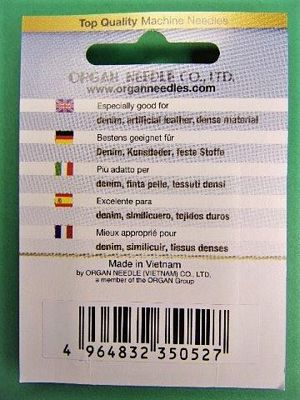 Top Quality Machine Needles
ORGAN NEEDLE CO., LTD.
www.organneedles.com
Especially good for
denim, artificial leather, dense material
Bestens geeignet für
Denim, Kunstleder, feste Stoffe
Più adatto per
denim, finta pelle, tessuti densi
Excelente para
denim, similicuero, tejidos duros
Mieux approprié pour
denim, similicuir, tissus denses
Made in Vietnam
by ORGAN NEEDLE (VIETNAM) CO., LTD.
a member of the ORGAN Group
4 964832 350527